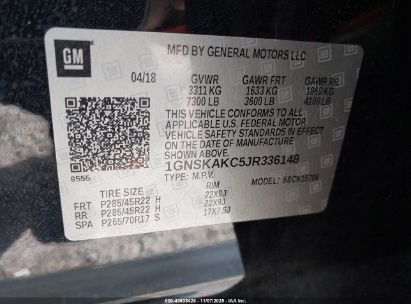 GM
MFD BY GENERAL MOTORS LLC
04/18 GVWR GAWR FRT GAWR RR
3311 KG 1633 KG 1860 KG
7300 LB 3600 LB 4100 LB
THIS VEHICLE CONFORMS TO ALL
APPLICABLE U.S. FEDERAL MOTOR
VEHICLE SAFETY STANDARDS IN
EFFECT ON THE DATE OF MANUFACTURE
SHOWN ABOVE.
8555 1GNSKAKC5JR336148
TYPE: M.P.V. MODEL:
TIRE SIZE RIM
FRT P285/45R22 H 22X9J
RR P285/45R22 H 22X9J
SPA P265/70R17 S 17X7.5J